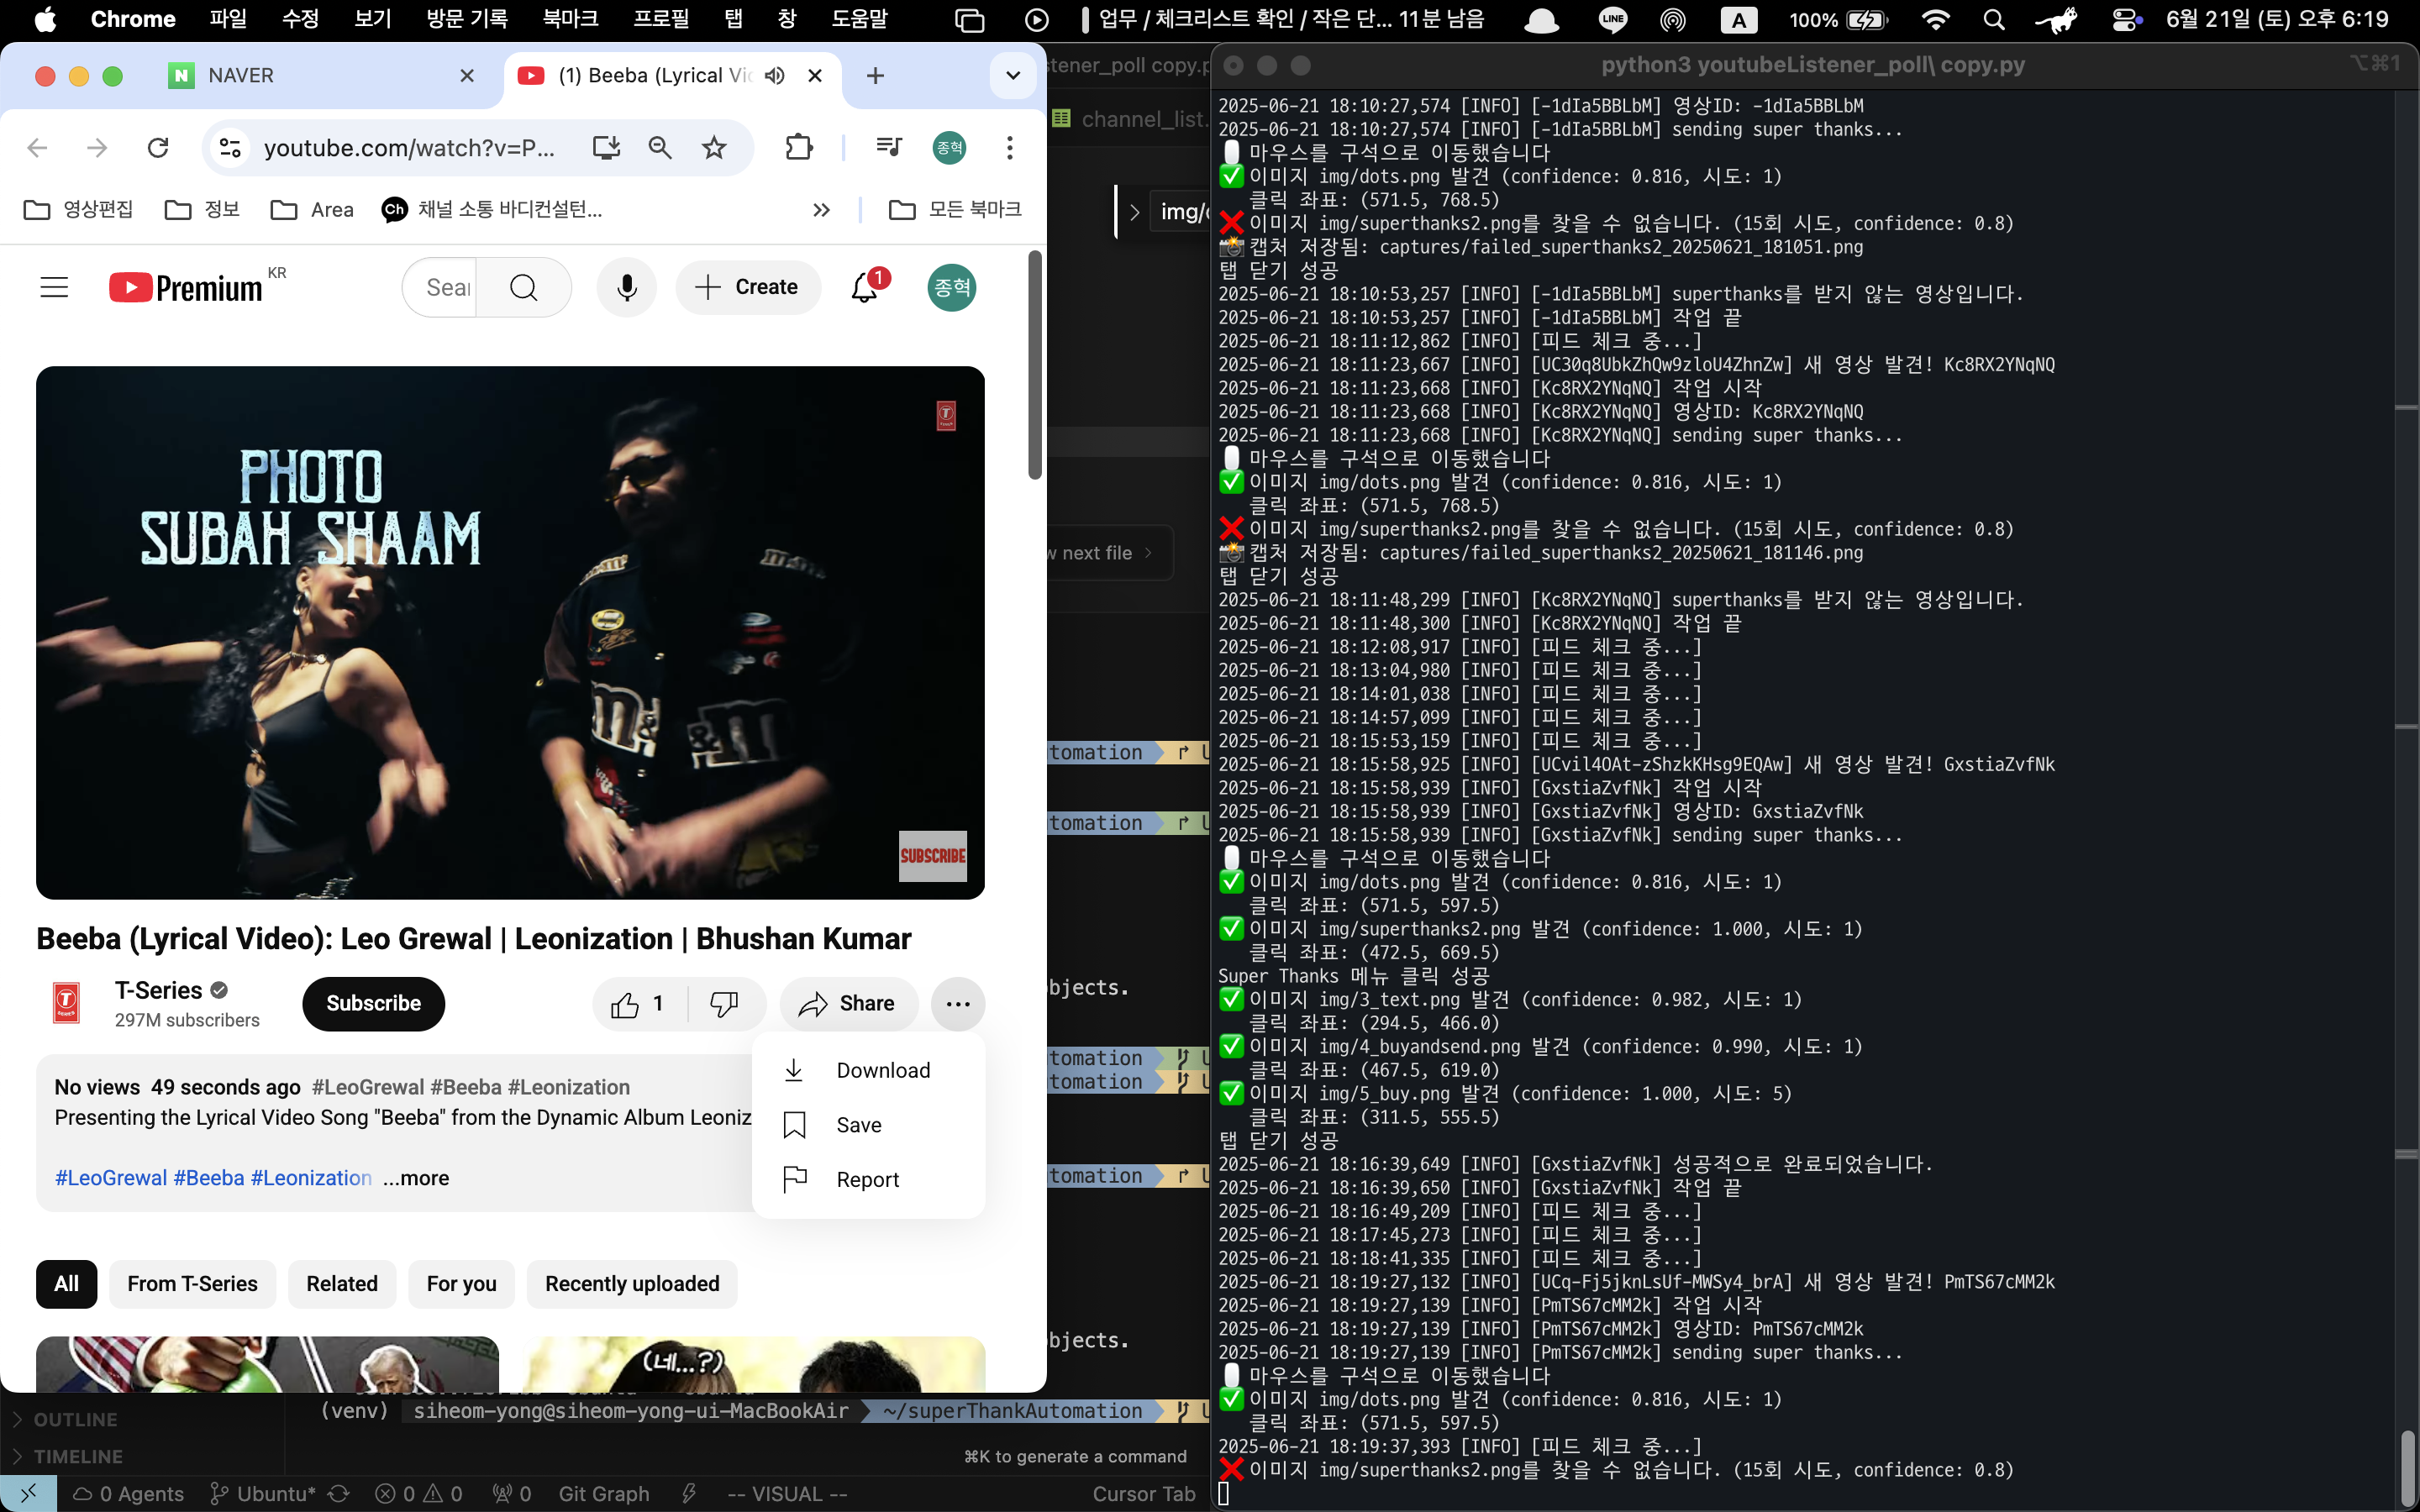 Chrome 파일 수정 보기 방문 기록 북마크 프로필 탭 창 도움말 업무 / 체크리스트 확인 / 작은 단... 11분 남음 LINE A 100% 6월 21일 (토) 오후 6:19
N NAVER
(1) Beeba (Lyrical Vi
youtube.com/watch?v=P...
종혁
영상편집 정보 Area Ch 채널 소통 바디컨설턴... 모든 북마크
Premium KR
Sear
Create
1
종혁
PHOTO
SUBAH SHAAM
SUBSCRIBE
Beeba (Lyrical Video): Leo Grewal | Leonization | Bhushan Kumar
T-Series
297M subscribers
Subscribe
1
Share
Download
Save
Report
No views 49 seconds ago #LeoGrewal #Beeba #Leonization
Presenting the Lyrical Video Song "Beeba" from the Dynamic Album Leoniz
#LeoGrewal #Beeba #Leonization ...more
All From T-Series Related For you Recently uploaded
(네...?)
stener_poll copy.p
channel_list.
img/
w next file
tomation
tomation
bjects.
tomation
tomation
tomation
bjects.
(venv) siheom-yong@siheom-yong-ui-MacBookAir ~/superThankAutomation
OUTLINE
TIMELINE
⌘K to generate a command
0 Agents Ubuntu* 0 0 0 Git Graph -- VISUAL -- Cursor Tab
python3 youtubeListener_poll\ copy.py ⌥⌘1
2025-06-21 18:10:27,574 [INFO] [-1dIa5BBLbM] 영상ID: -1dIa5BBLbM
2025-06-21 18:10:27,574 [INFO] [-1dIa5BBLbM] sending super thanks...
마우스를 구석으로 이동했습니다
✅ 이미지 img/dots.png 발견 (confidence: 0.816, 시도: 1)
클릭 좌표: (571.5, 768.5)
❌ 이미지 img/superthanks2.png를 찾을 수 없습니다. (15회 시도, confidence: 0.8)
📸 캡처 저장됨: captures/failed_superthanks2_20250621_181051.png
탭 닫기 성공
2025-06-21 18:10:53,257 [INFO] [-1dIa5BBLbM] superthanks를 받지 않는 영상입니다.
2025-06-21 18:10:53,257 [INFO] [-1dIa5BBLbM] 작업 끝
2025-06-21 18:11:12,862 [INFO] [피드 체크 중...]
2025-06-21 18:11:23,667 [INFO] [UC30q8UbkZhQw9zloU4ZhnZw] 새 영상 발견! Kc8RX2YNqNQ
2025-06-21 18:11:23,668 [INFO] [Kc8RX2YNqNQ] 작업 시작
2025-06-21 18:11:23,668 [INFO] [Kc8RX2YNqNQ] 영상ID: Kc8RX2YNqNQ
2025-06-21 18:11:23,668 [INFO] [Kc8RX2YNqNQ] sending super thanks...
마우스를 구석으로 이동했습니다
✅ 이미지 img/dots.png 발견 (confidence: 0.816, 시도: 1)
클릭 좌표: (571.5, 768.5)
❌ 이미지 img/superthanks2.png를 찾을 수 없습니다. (15회 시도, confidence: 0.8)
📸 캡처 저장됨: captures/failed_superthanks2_20250621_181146.png
탭 닫기 성공
2025-06-21 18:11:48,299 [INFO] [Kc8RX2YNqNQ] superthanks를 받지 않는 영상입니다.
2025-06-21 18:11:48,300 [INFO] [Kc8RX2YNqNQ] 작업 끝
2025-06-21 18:12:08,917 [INFO] [피드 체크 중...]
2025-06-21 18:13:04,980 [INFO] [피드 체크 중...]
2025-06-21 18:14:01,038 [INFO] [피드 체크 중...]
2025-06-21 18:14:57,099 [INFO] [피드 체크 중...]
2025-06-21 18:15:53,159 [INFO] [피드 체크 중...]
2025-06-21 18:15:58,925 [INFO] [UCvil4OAt-zShzkKHsg9EQAw] 새 영상 발견! GxstiaZvfNk
2025-06-21 18:15:58,939 [INFO] [GxstiaZvfNk] 작업 시작
2025-06-21 18:15:58,939 [INFO] [GxstiaZvfNk] 영상ID: GxstiaZvfNk
2025-06-21 18:15:58,939 [INFO] [GxstiaZvfNk] sending super thanks...
마우스를 구석으로 이동했습니다
✅ 이미지 img/dots.png 발견 (confidence: 0.816, 시도: 1)
클릭 좌표: (571.5, 597.5)
✅ 이미지 img/superthanks2.png 발견 (confidence: 1.000, 시도: 1)
클릭 좌표: (472.5, 669.5)
Super Thanks 메뉴 클릭 성공
✅ 이미지 img/3_text.png 발견 (confidence: 0.982, 시도: 1)
클릭 좌표: (294.5, 466.0)
✅ 이미지 img/4_buyandsend.png 발견 (confidence: 0.990, 시도: 1)
클릭 좌표: (467.5, 619.0)
✅ 이미지 img/5_buy.png 발견 (confidence: 1.000, 시도: 5)
클릭 좌표: (311.5, 555.5)
탭 닫기 성공
2025-06-21 18:16:39,649 [INFO] [GxstiaZvfNk] 성공적으로 완료되었습니다.
2025-06-21 18:16:39,650 [INFO] [GxstiaZvfNk] 작업 끝
2025-06-21 18:16:49,209 [INFO] [피드 체크 중...]
2025-06-21 18:17:45,273 [INFO] [피드 체크 중...]
2025-06-21 18:18:41,335 [INFO] [피드 체크 중...]
2025-06-21 18:19:27,132 [INFO] [UCq-Fj5jknLsUf-MWSy4_brA] 새 영상 발견! PmTS67cMM2k
2025-06-21 18:19:27,139 [INFO] [PmTS67cMM2k] 작업 시작
2025-06-21 18:19:27,139 [INFO] [PmTS67cMM2k] 영상ID: PmTS67cMM2k
2025-06-21 18:19:27,139 [INFO] [PmTS67cMM2k] sending super thanks...
마우스를 구석으로 이동했습니다
✅ 이미지 img/dots.png 발견 (confidence: 0.816, 시도: 1)
클릭 좌표: (571.5, 597.5)
2025-06-21 18:19:37,393 [INFO] [피드 체크 중...]
❌ 이미지 img/superthanks2.png를 찾을 수 없습니다. (15회 시도, confidence: 0.8)